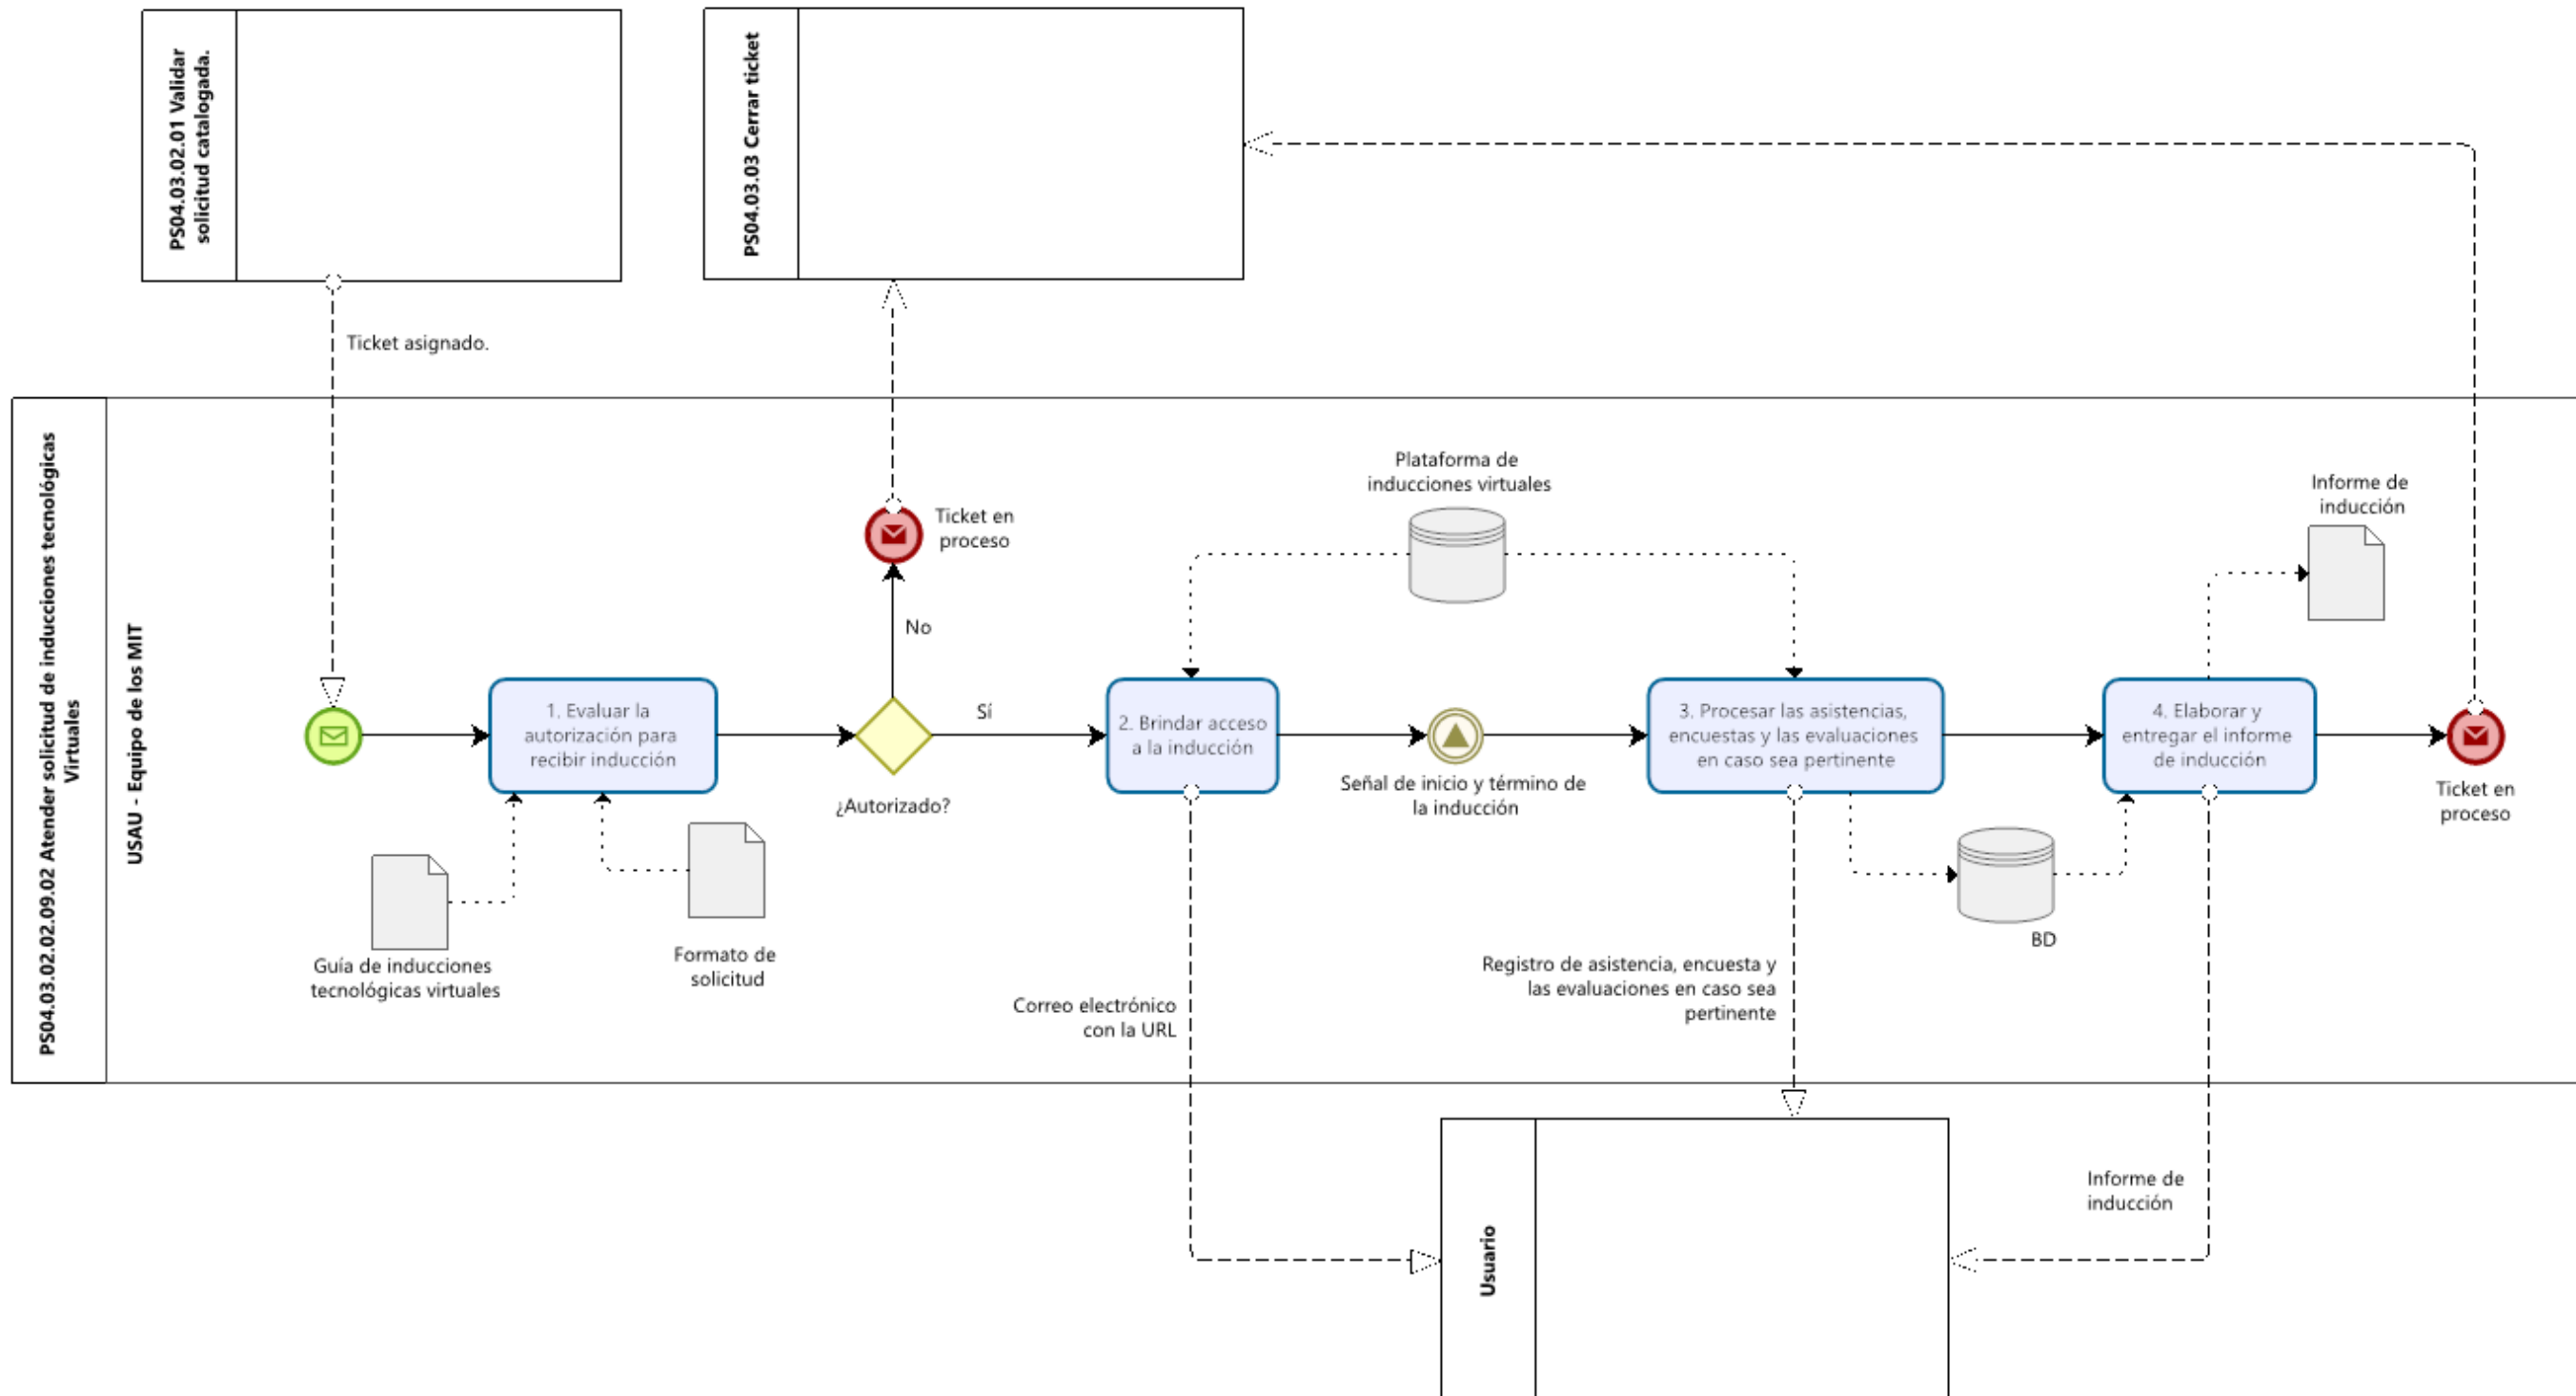 PS04.03.02.01 Validar
solicitud catalogada.
PS04.03.03 Cerrar ticket
Ticket asignado.
PS04.03.02.02.09.02 Atender solicitud de inducciones tecnológicas
Virtuales
USAU - Equipo de los MIT
Plataforma de
inducciones virtuales
Informe de
inducción
Ticket en
proceso
No
1. Evaluar la
autorización para
recibir inducción
¿Autorizado?
Sí
2. Brindar acceso
a la inducción
Señal de inicio y término de
la inducción
3. Procesar las asistencias,
encuestas y las evaluaciones
en caso sea pertinente
4. Elaborar y
entregar el informe
de inducción
Ticket en
proceso
Guía de inducciones
tecnológicas virtuales
Formato de
solicitud
BD
Correo electrónico
con la URL
Registro de asistencia, encuesta y
las evaluaciones en caso sea
pertinente
Informe de
inducción
Usuario